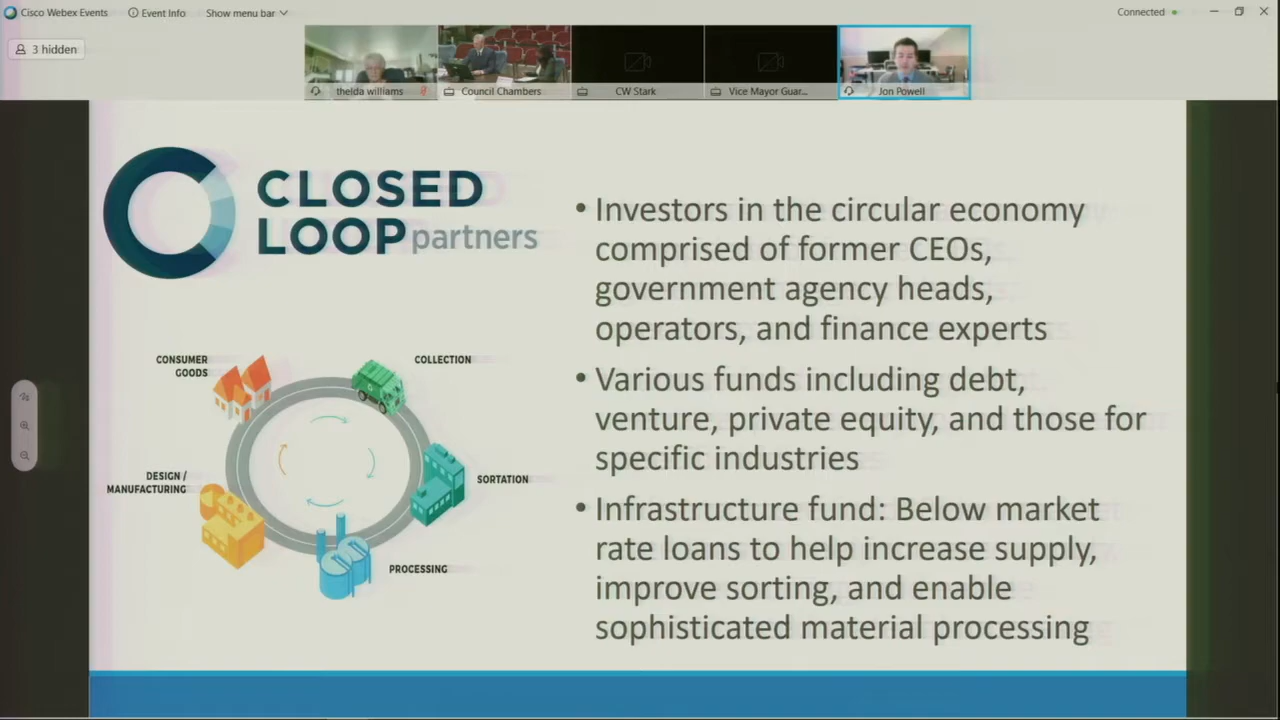 Cisco Webex Events
Event Info
Show menu bar
Connected
3 hidden
thelda williams
Council Chambers
CW Stark
Vice Mayor Guar...
Jon Powell
CLOSED
LOOP partners
CONSUMER
GOODS
COLLECTION
DESIGN /
MANUFACTURING
SORTATION
PROCESSING
• Investors in the circular economy
comprised of former CEOs,
government agency heads,
operators, and finance experts
• Various funds including debt,
venture, private equity, and those for
specific industries
• Infrastructure fund: Below market
rate loans to help increase supply,
improve sorting, and enable
sophisticated material processing